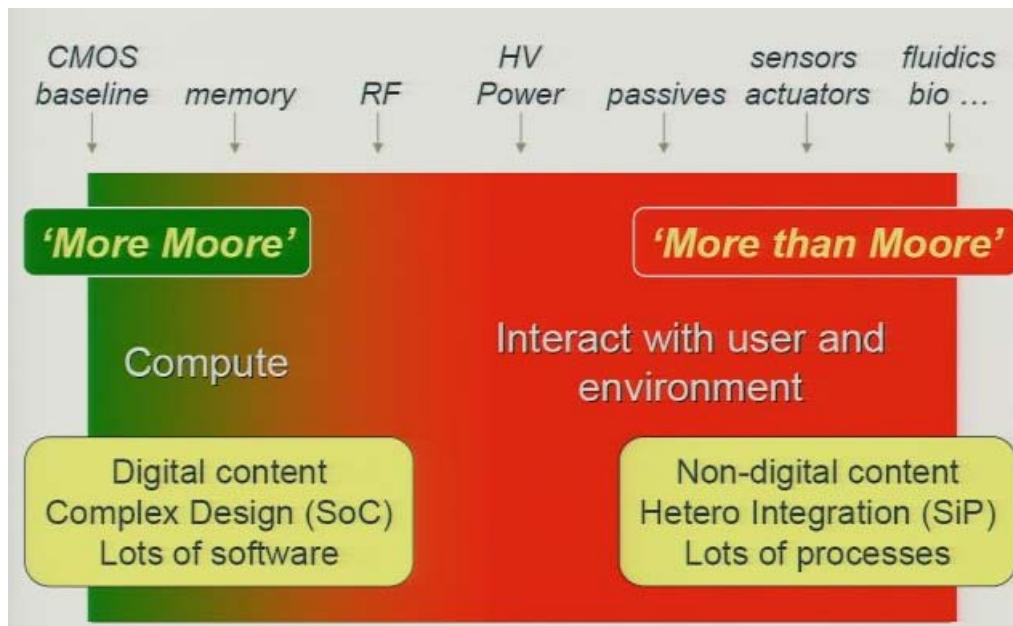 CMOS
baseline
memory
RF
HV
Power
passives
sensors
actuators
fluidics
bio ...
‘More Moore’
‘More than Moore’
Compute
Interact with user and
environment
Digital content
Complex Design (SoC)
Lots of software
Non-digital content
Hetero Integration (SiP)
Lots of processes